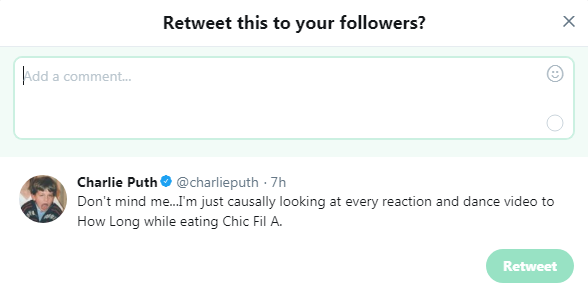 Retweet this to your followers?
Add a comment...
Charlie Puth @charlieputh · 7h
Don't mind me...I'm just causally looking at every reaction and dance video to
How Long while eating Chic Fil A.
Retweet